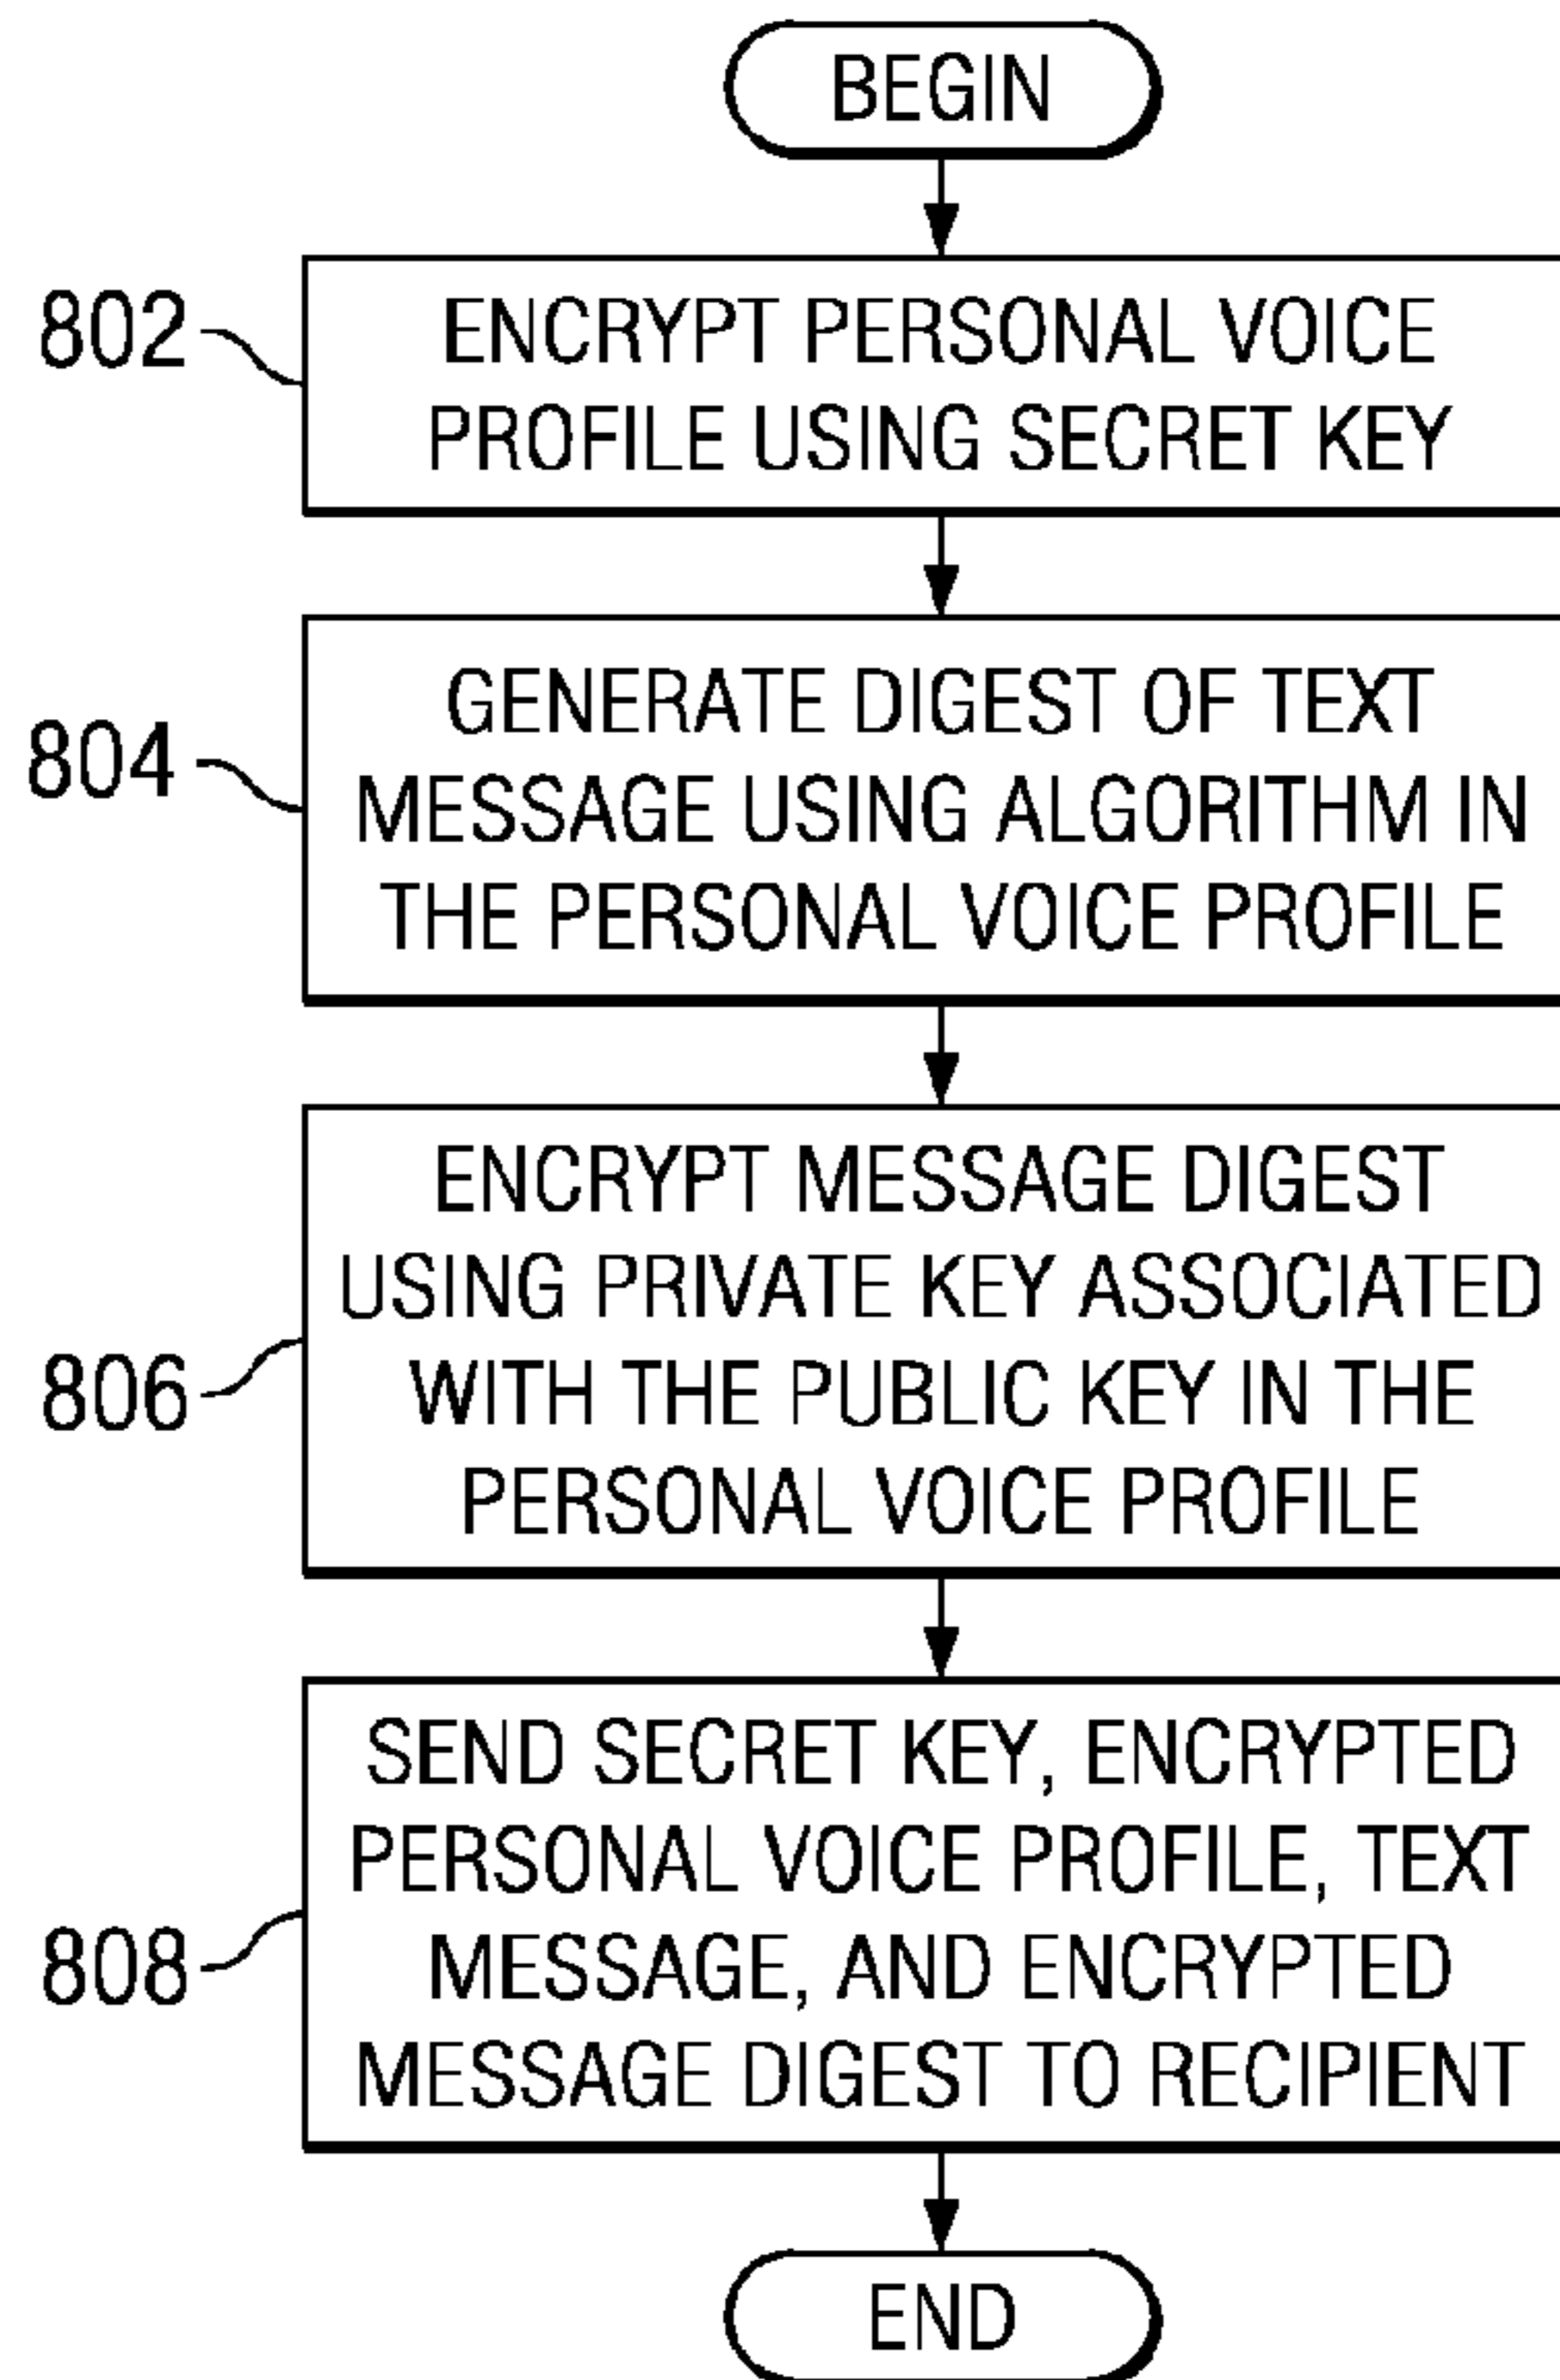 BEGIN
802
ENCRYPT PERSONAL VOICE
PROFILE USING SECRET KEY
804
GENERATE DIGEST OF TEXT
MESSAGE USING ALGORITHM IN
THE PERSONAL VOICE PROFILE
806
ENCRYPT MESSAGE DIGEST
USING PRIVATE KEY ASSOCIATED
WITH THE PUBLIC KEY IN THE
PERSONAL VOICE PROFILE
808
SEND SECRET KEY, ENCRYPTED
PERSONAL VOICE PROFILE, TEXT
MESSAGE, AND ENCRYPTED
MESSAGE DIGEST TO RECIPIENT
END